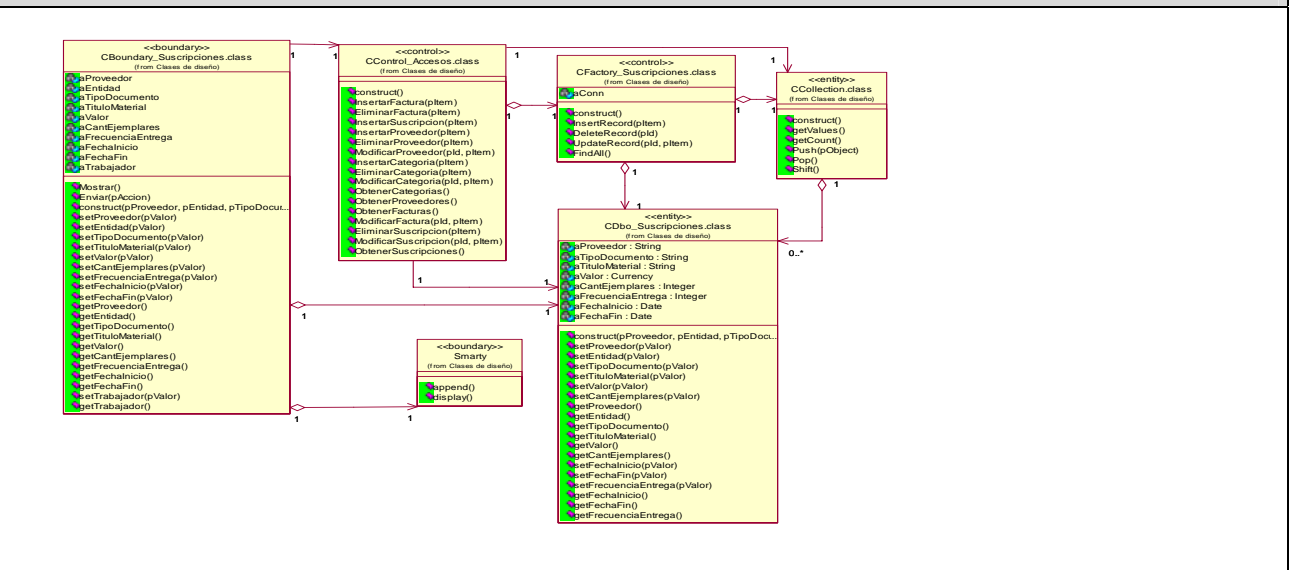 <<boundary>>
CBoundary_Suscripciones.class
(from Clases de diseño)
aProveedor
aEntidad
aTipoDocumento
aTituloMaterial
aValor
aCantEjemplares
aFrecuenciaEntrega
aFechaInicio
aFechaFin
aTrabajador
Mostrar()
Enviar(pAccion)
construct(pProveedor, pEntidad, pTipoDocu...
setProveedor(pValor)
setEntidad(pValor)
setTipoDocumento(pValor)
setTituloMaterial(pValor)
setValor(pValor)
setCantEjemplares(pValor)
setFrecuenciaEntrega(pValor)
setFechaInicio(pValor)
setFechaFin(pValor)
getProveedor()
getEntidad()
getTipoDocumento()
getTituloMaterial()
getValor()
getCantEjemplares()
getFrecuenciaEntrega()
getFechaInicio()
getFechaFin()
setTrabajador(pValor)
getTrabajador()
1
1
<<control>>
CControl_Accesos.class
(from Clases de diseño)
construct()
InsertarFactura(pItem)
EliminarFactura(pItem)
InsertarSuscripcion(pItem)
InsertarProveedor(pItem)
EliminarProveedor(pItem)
ModificarProveedor(pId, pItem)
InsertarCategoria(pItem)
EliminarCategoria(pItem)
ModificarCategoria(pId, pItem)
ObtenerCategorias()
ObtenerProveedores()
ObtenerFacturas()
ModificarFactura(pId, pItem)
EliminarSuscripcion(pItem)
ModificarSuscripcion(pId, pItem)
ObtenerSuscripciones()
1
1
1
1
<<control>>
CFactory_Suscripciones.class
(from Clases de diseño)
aConn
construct()
InsertRecord(pItem)
DeleteRecord(pId)
UpdateRecord(pId, pItem)
FindAll()
1
1
<<entity>>
CCollection.class
(from Clases de diseño)
construct()
getValues()
getCount()
Push(pObject)
Pop()
Shift()
1
1
1
0..*
<<entity>>
CDbo_Suscripciones.class
(from Clases de diseño)
aProveedor : String
aTipoDocumento : String
aTituloMaterial : String
aValor : Currency
aCantEjemplares : Integer
aFrecuenciaEntrega : Integer
aFechaInicio : Date
aFechaFin : Date
construct(pProveedor, pEntidad, pTipoDocu...
setProveedor(pValor)
setEntidad(pValor)
setTipoDocumento(pValor)
setTituloMaterial(pValor)
setValor(pValor)
setCantEjemplares(pValor)
getProveedor()
getEntidad()
getTipoDocumento()
getTituloMaterial()
getValor()
getCantEjemplares()
setFechaInicio(pValor)
setFechaFin(pValor)
setFrecuenciaEntrega(pValor)
getFechaInicio()
getFechaFin()
getFrecuenciaEntrega()
1
1
1
1
<<boundary>>
Smarty
(from Clases de diseño)
append()
display()
1
1